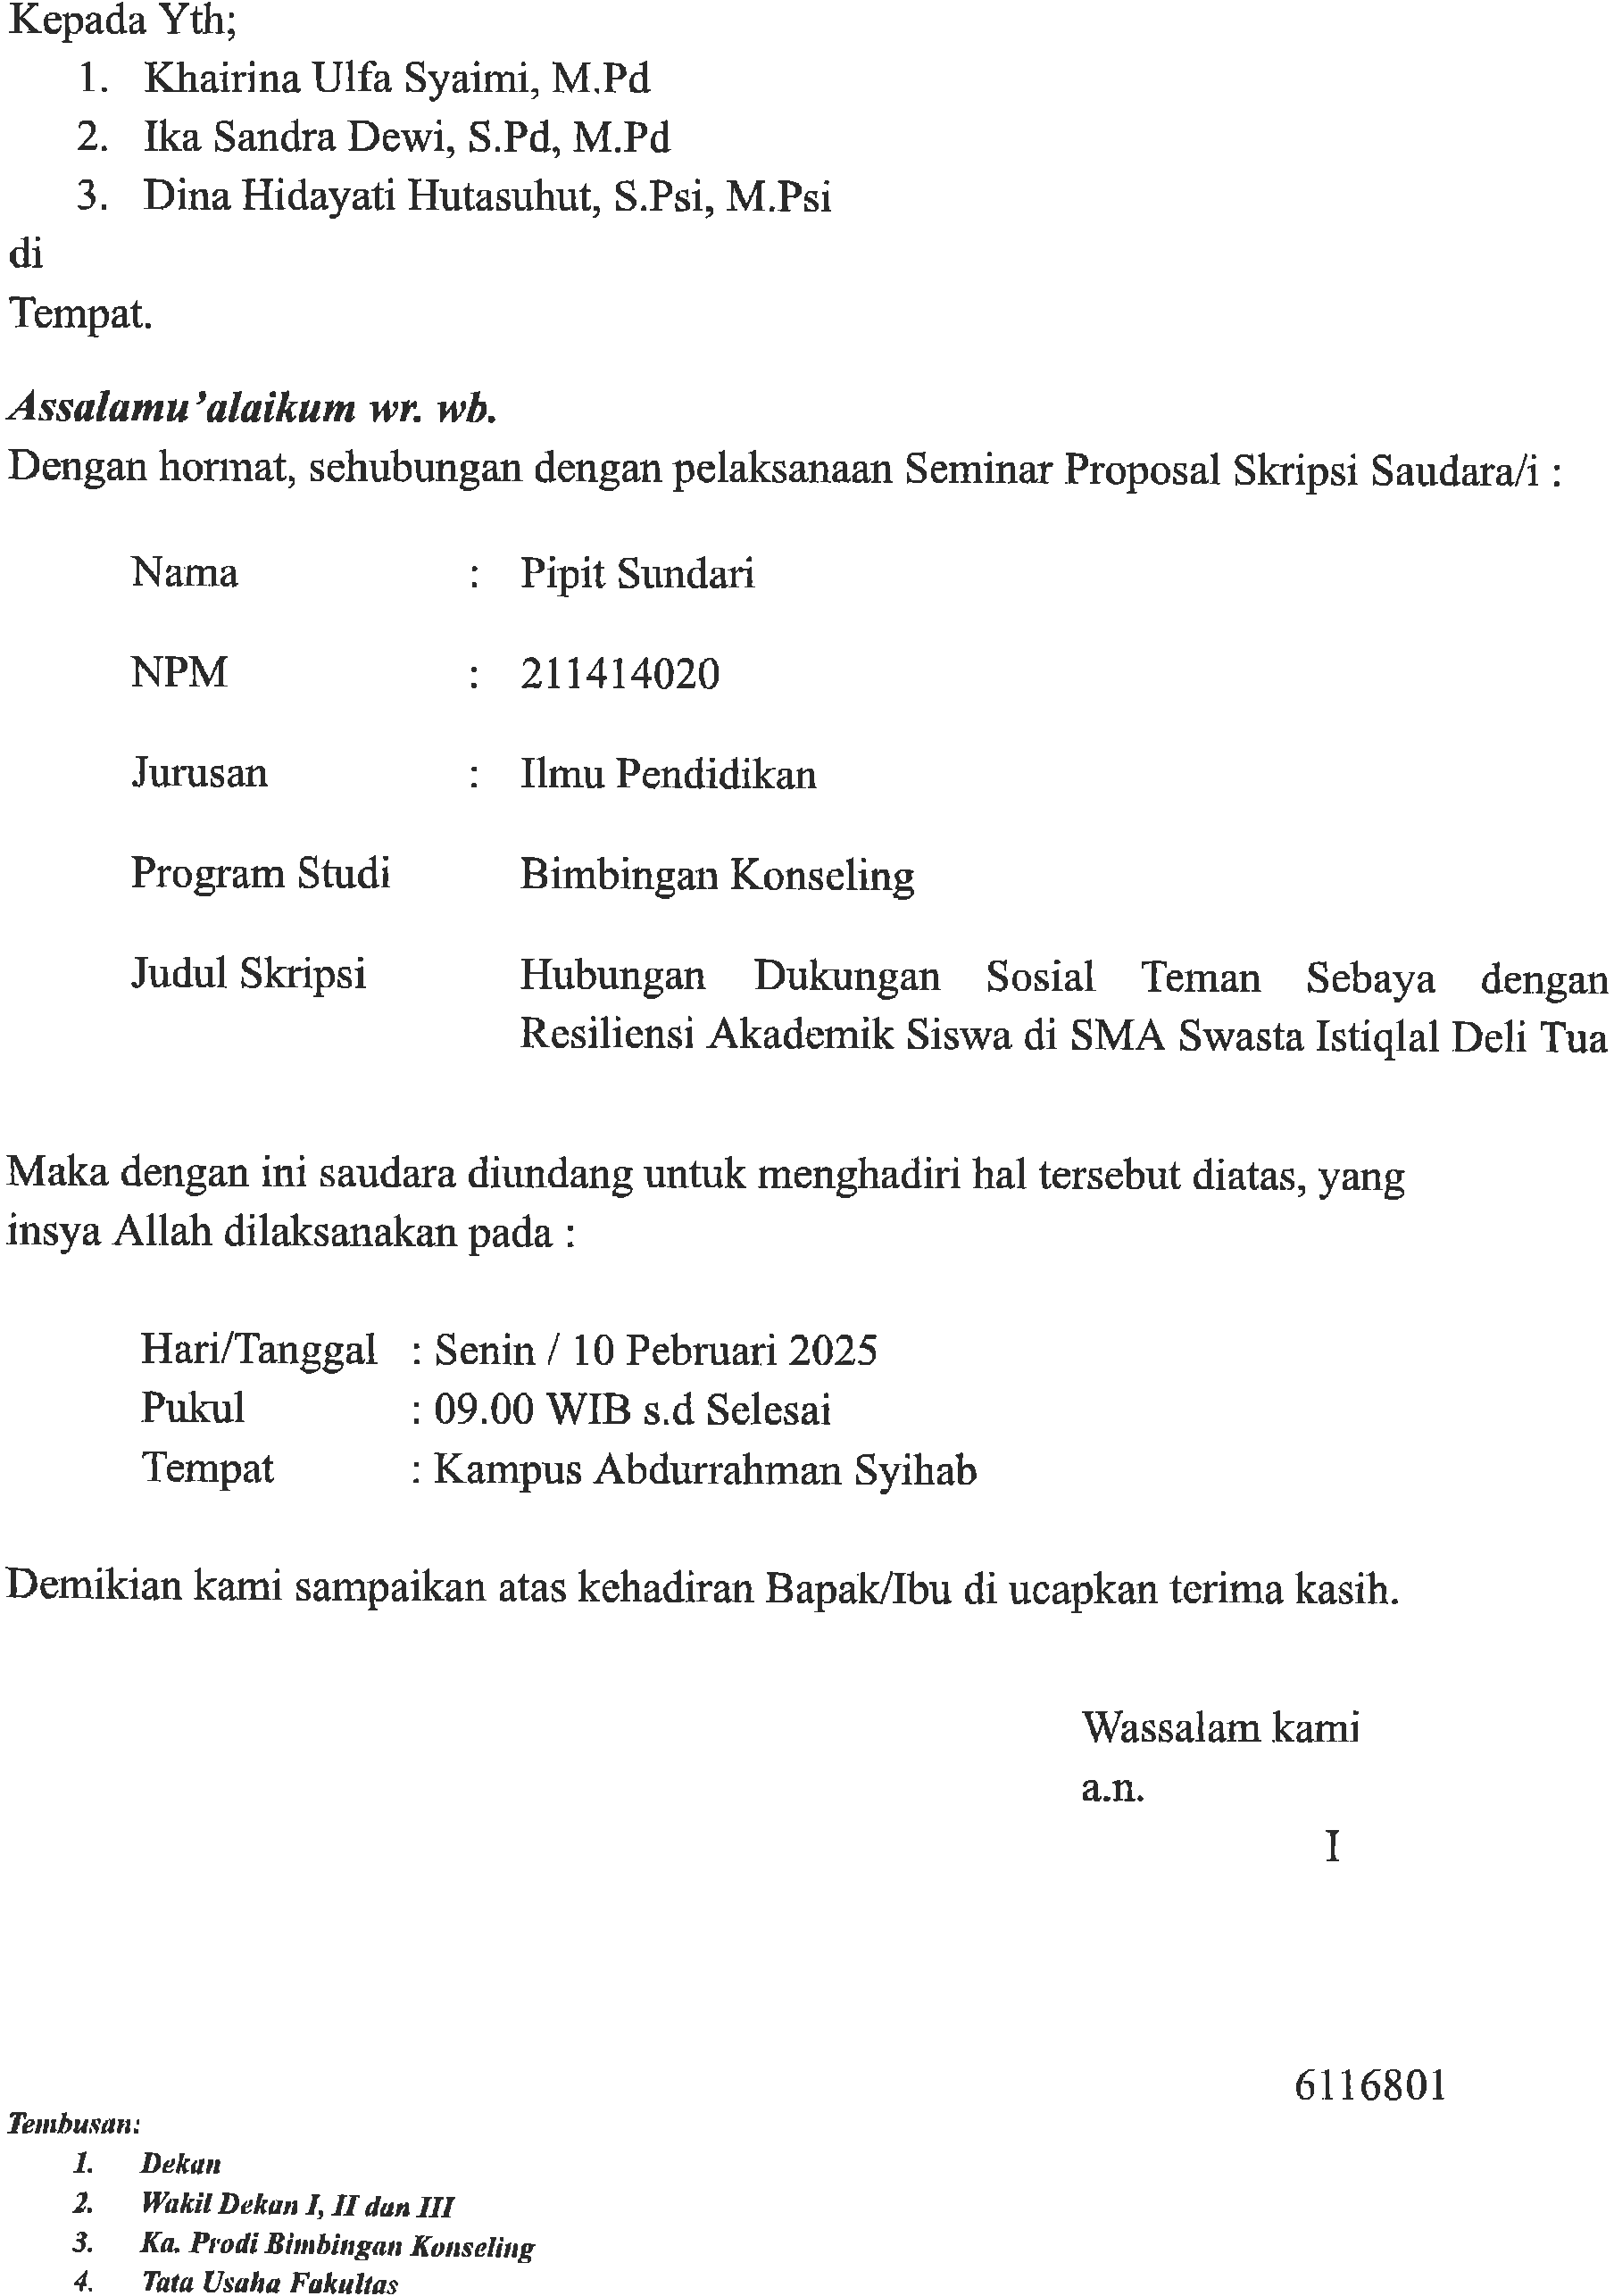 Kepada Yth;
1. Khairina Ulfa Syaimi, M.Pd
2. Ika Sandra Dewi, S.Pd, M.Pd
3. Dina Hidayati Hutasuhut, S.Psi, M.Psi
di
Tempat.
Assalamu'alaikum wr. wb.
Dengan hormat, sehubungan dengan pelaksanaan Seminar Proposal Skripsi Saudara/i :
Nama : Pipit Sundari
NPM : 211414020
Jurusan : Ilmu Pendidikan
Program Studi Bimbingan Konseling
Judul Skripsi Hubungan Dukungan Sosial Teman Sebaya dengan
Resiliensi Akademik Siswa di SMA Swasta Istiqlal Deli Tua
Maka dengan ini saudara diundang untuk menghadiri hal tersebut diatas, yang
insya Allah dilaksanakan pada :
Hari/Tanggal : Senin / 10 Pebruari 2025
Pukul : 09.00 WIB s.d Selesai
Tempat : Kampus Abdurrahman Syihab
Demikian kami sampaikan atas kehadiran Bapak/Ibu di ucapkan terima kasih.
Wassalam kami
a.n.
I
6116801
Tembusan:
1. Dekan
2. Wakil Dekan I, II dan III
3. Ka. Prodi Bimbingan Konseling
4. Tata Usaha Fakultas